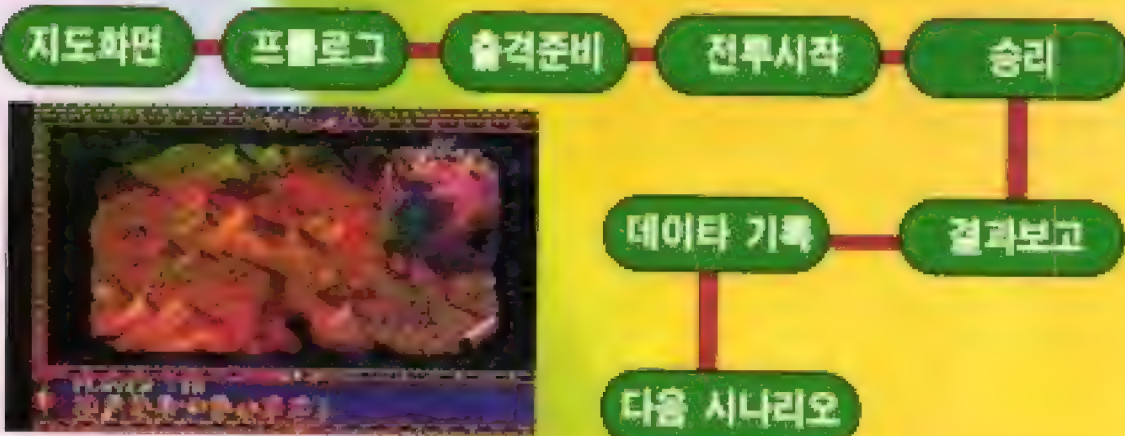 지도화면
프롤로그
출격준비
전투시작
승리
데이타 기록
결과보고
다음 시나리오